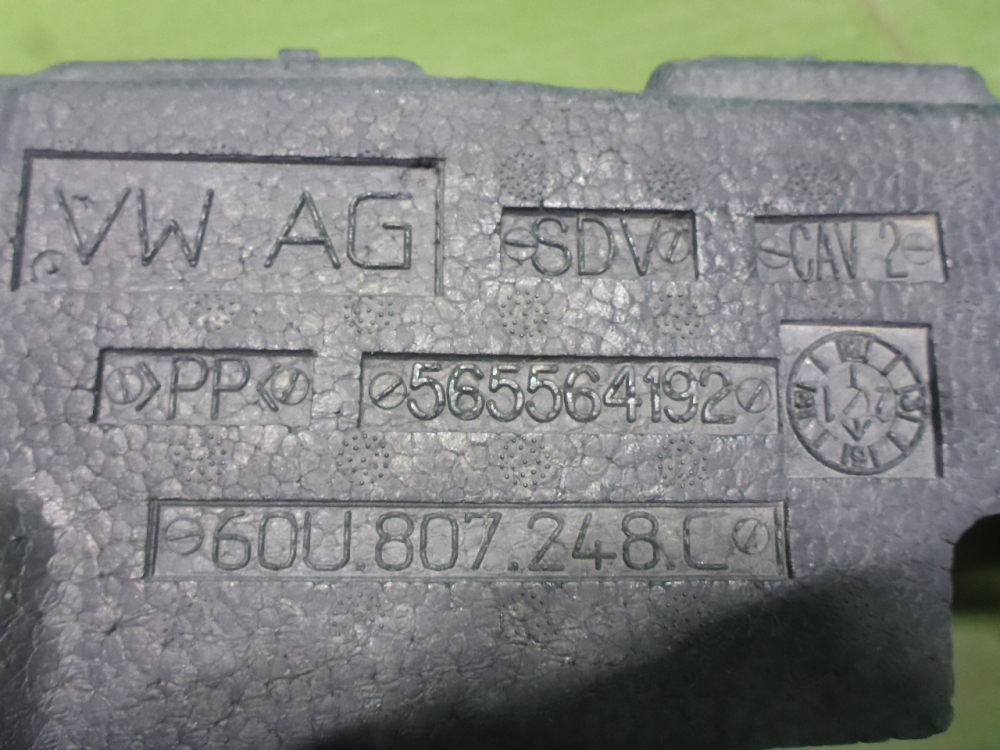 VW AG
SDV
CAV 2
>PP<
565564192
60U.807.248.C